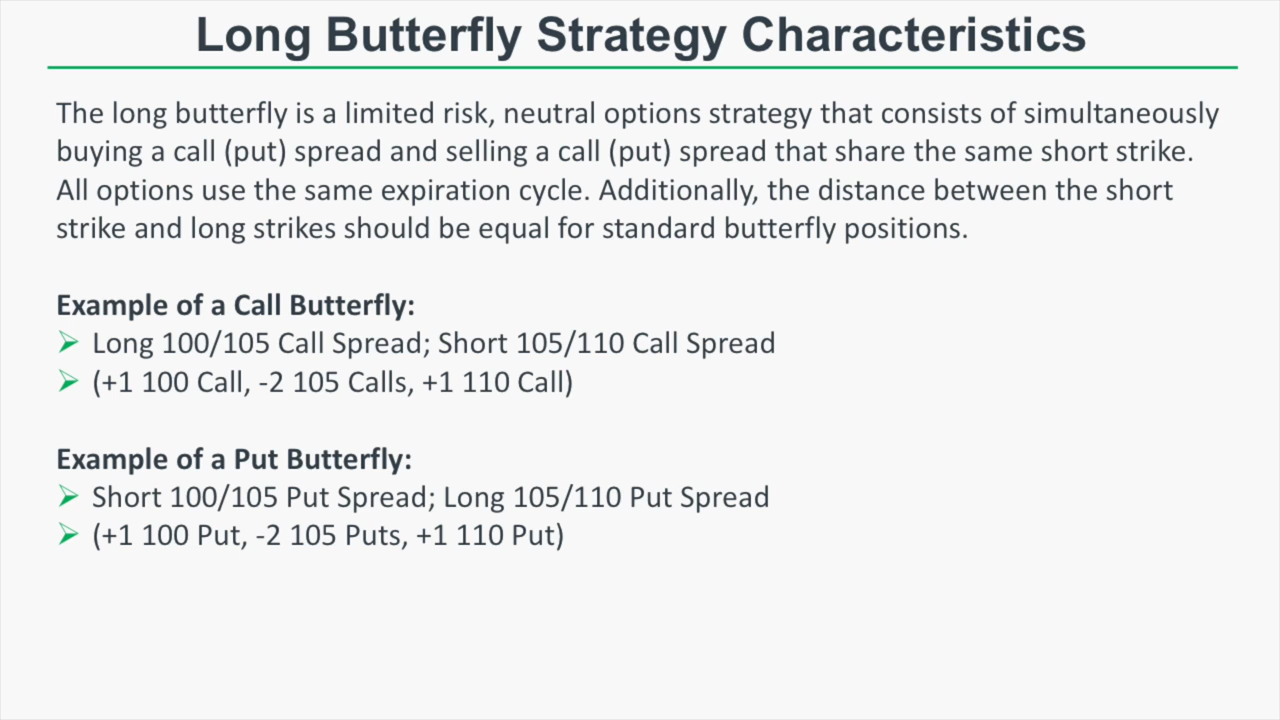 Long Butterfly Strategy Characteristics
The long butterfly is a limited risk, neutral options strategy that consists of simultaneously
buying a call (put) spread and selling a call (put) spread that share the same short strike.
All options use the same expiration cycle. Additionally, the distance between the short
strike and long strikes should be equal for standard butterfly positions.
Example of a Call Butterfly:
Long 100/105 Call Spread; Short 105/110 Call Spread
(+1 100 Call, -2 105 Calls, +1 110 Call)
Example of a Put Butterfly:
Short 100/105 Put Spread; Long 105/110 Put Spread
(+1 100 Put, -2 105 Puts, +1 110 Put)